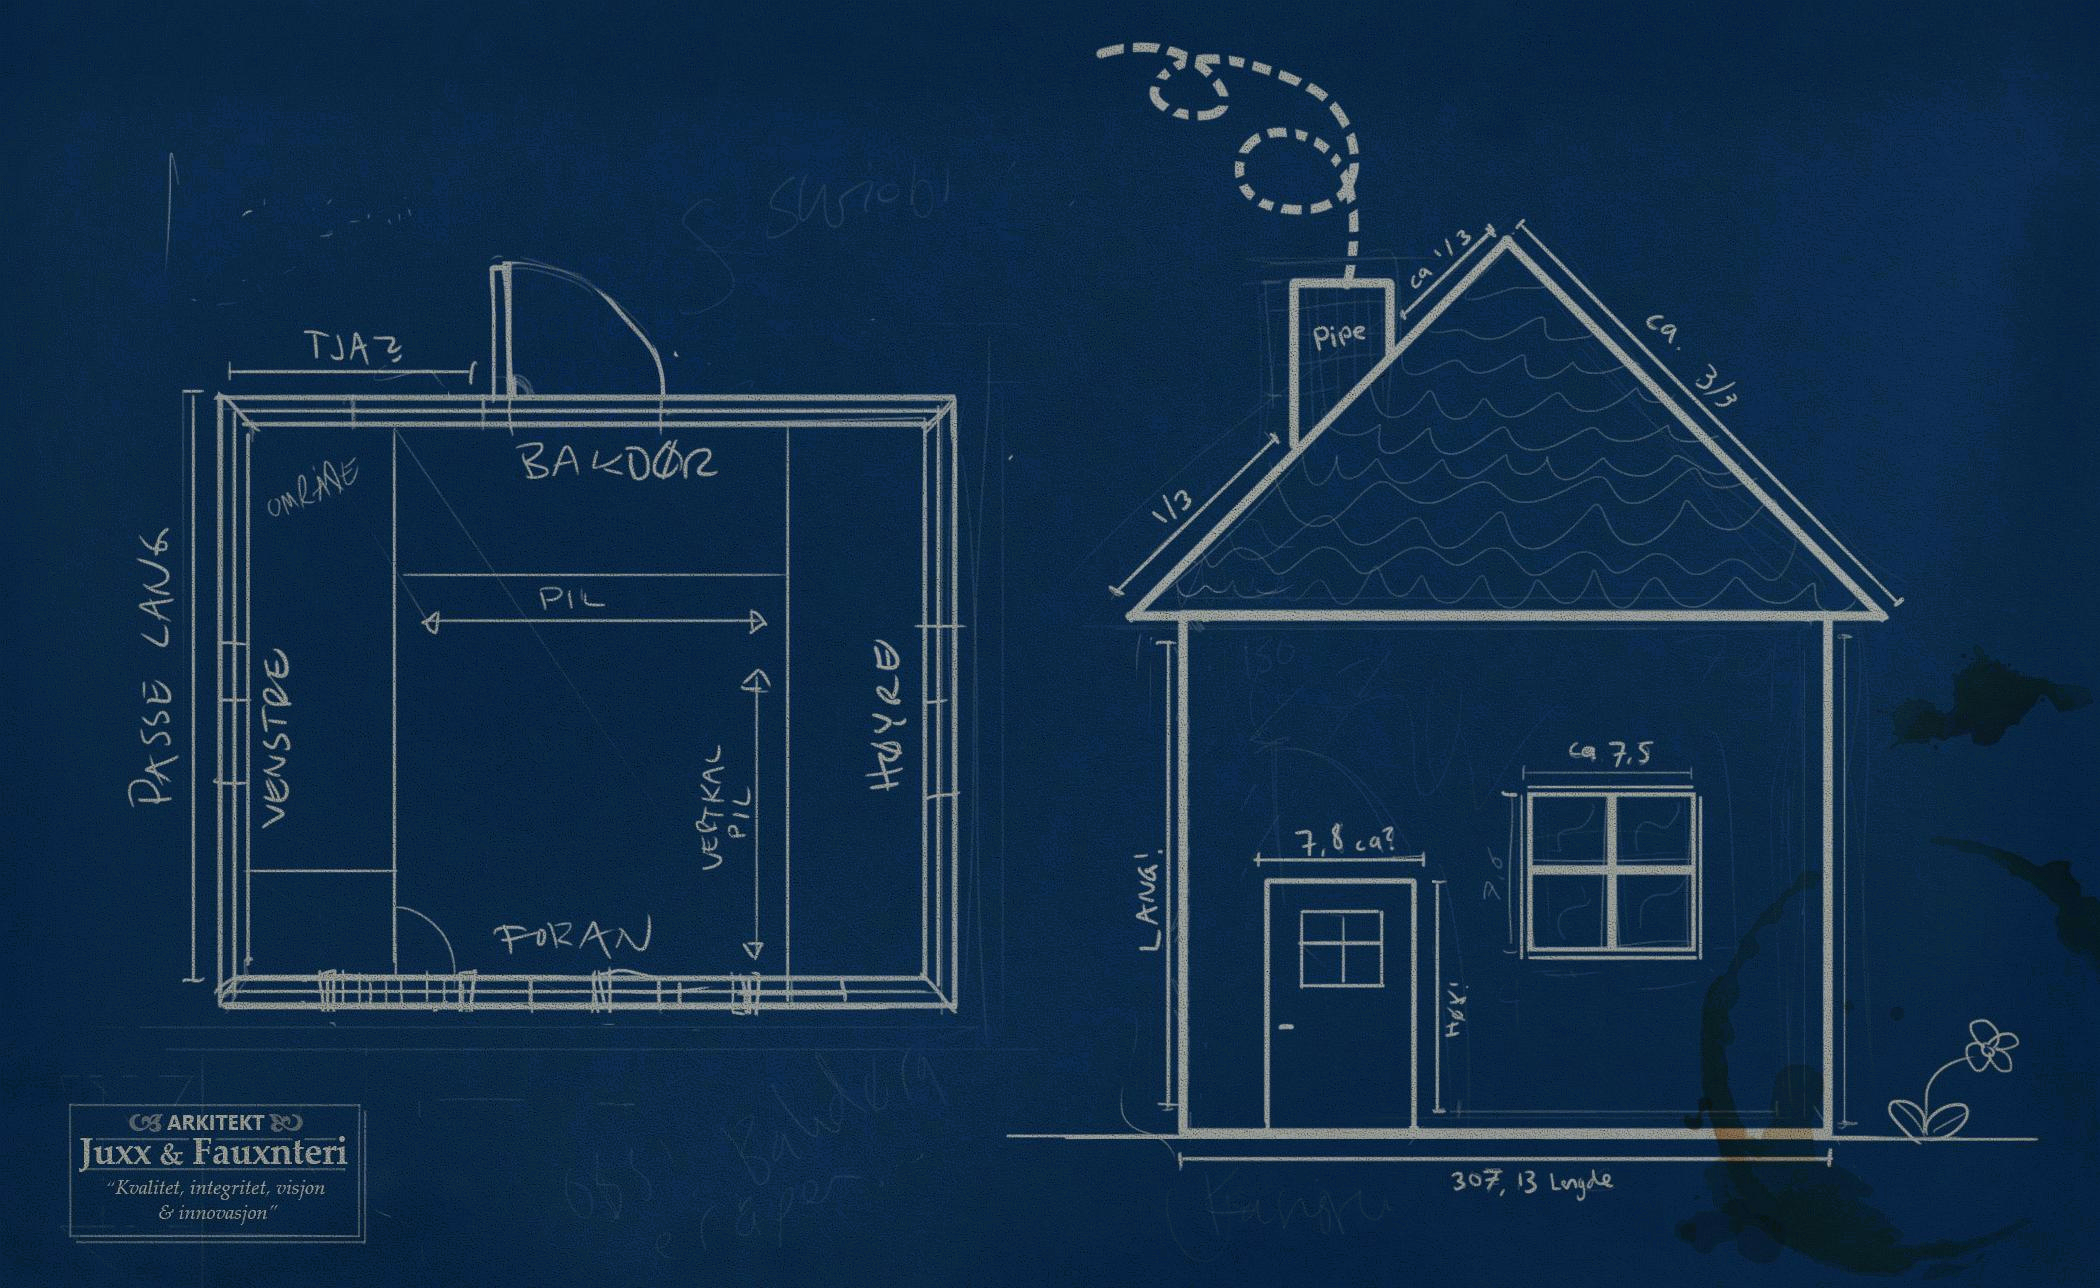 TJA?
BAKDØR
OMRÅDE
PASSE LANG
PIL
VENSTRE
HØYRE
VERTKAL
PIL
FORAN
ARKITEKT
Juxx & Fauxnteri
“Kvalitet, integritet, visjon
& innovasjon”
ca 1/3
Pipe
ca. 3/3
1/3
ca 7,5
7,8 ca?
LANG!
HØY!
307, 13 Lengde